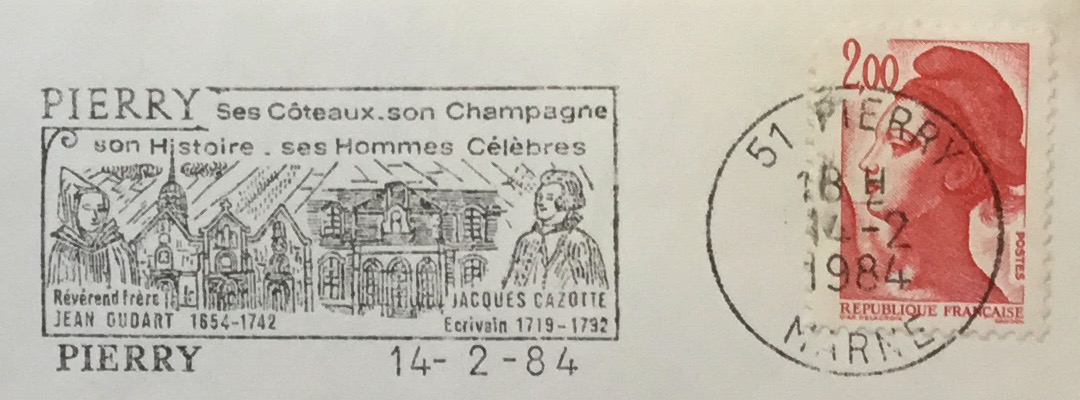 PIERRY Ses Côteaux.son Champagne
son Histoire . ses Hommes Célèbres
Révérend frère
JEAN OUDART 1654-1742
JACQUES CAZOTTE
Ecrivain 1719-1792
PIERRY 14- 2 -84
51 PIERRY
18 H
14-2
1984
MARNE
2,00
POSTES
REPUBLIQUE FRANÇAISE